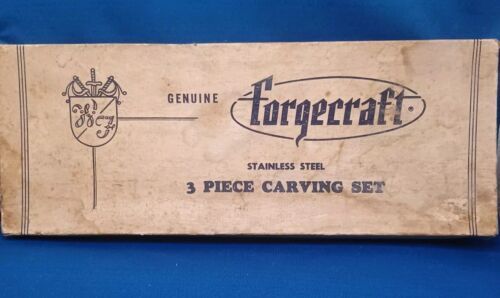 GENUINE Forgecraft
STAINLESS STEEL
3 PIECE CARVING SET